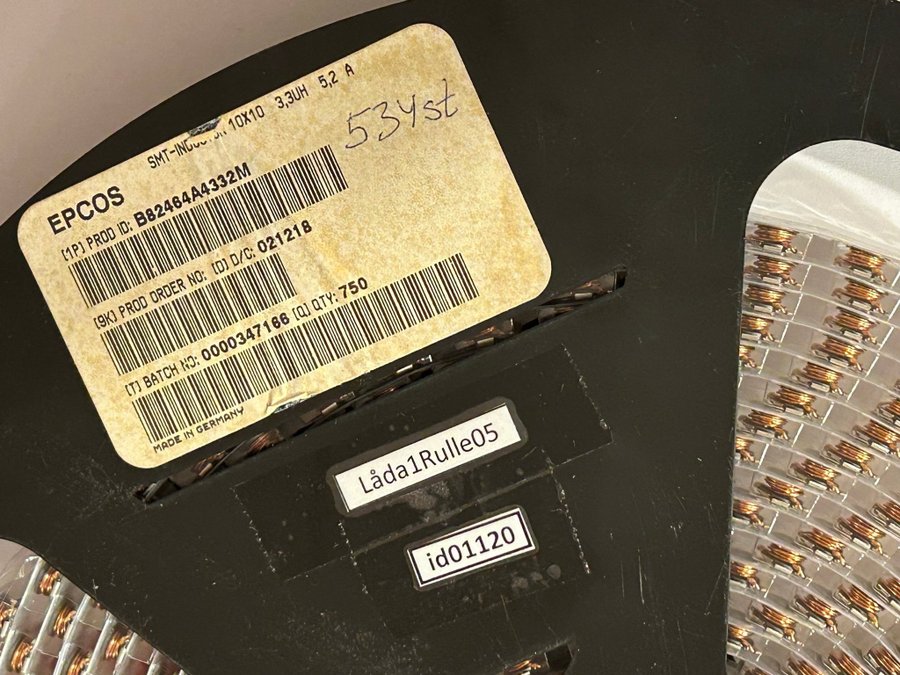 SMT-INDUCTOR 10X10 3,3UH 5,2 A
534st
EPCOS
[1P] PROD ID: B82464A4332M
[9K] PROD ORDER NO: [D] D/C: 021218
[T] BATCH NO: 0000347166 [Q] QTY: 750
MADE IN GERMANY
Låda1Rulle05
id01120